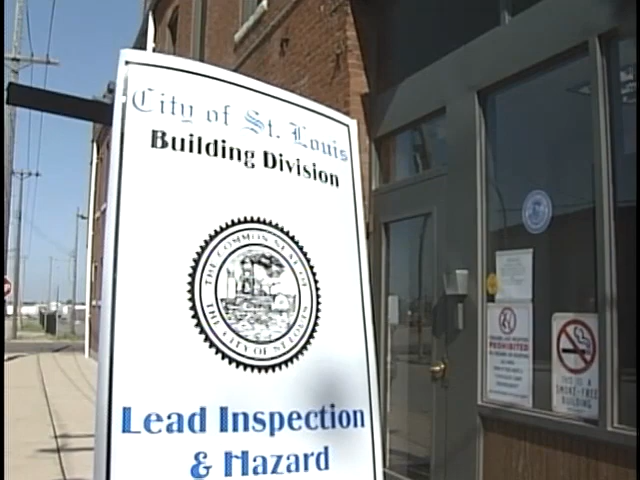 City of St. Louis
Building Division
THE COMMON SEAL OF
THE CITY OF ST LOUIS
Lead Inspection
& Hazard
PROHIBITED
THIS IS A
SMOKE-FREE
BUILDING